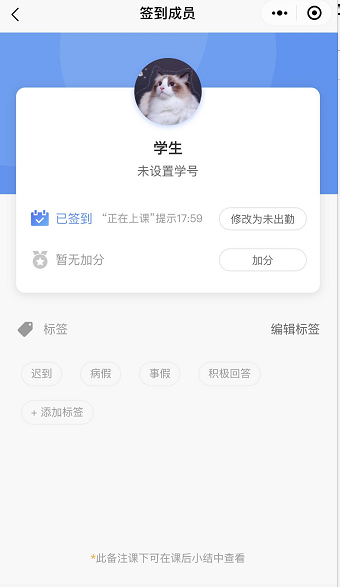 签到成员
学生
未设置学号
已签到 “正在上课”提示17:59 修改为未出勤
暂无加分 加分
标签 编辑标签
迟到 病假 事假 积极回答
+ 添加标签
*此备注课下可在课后小结中查看